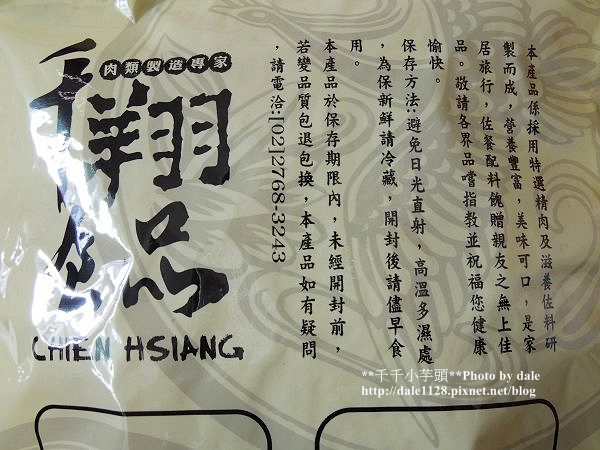 本產品係採用特選精肉及滋養佐料研
製而成，營養豐富，美味可口，是家
居旅行，佐餐配料餽贈親友之無上佳
品。敬請各界品嚐指教並祝福您健康
愉快。
保存方法:避免日光直射，高溫多濕處
，為保新鮮請冷藏，開封後請儘早食
用。
本產品於保存期限內，未經開封前，
若變品質包退包換，本產品如有疑問
，請電洽:[02]2768-3243
肉類製造專家
千翔食品
CHIEN HSIANG
**千千小芋頭**Photo by dale
http://dale1128.pixnet.net/blog